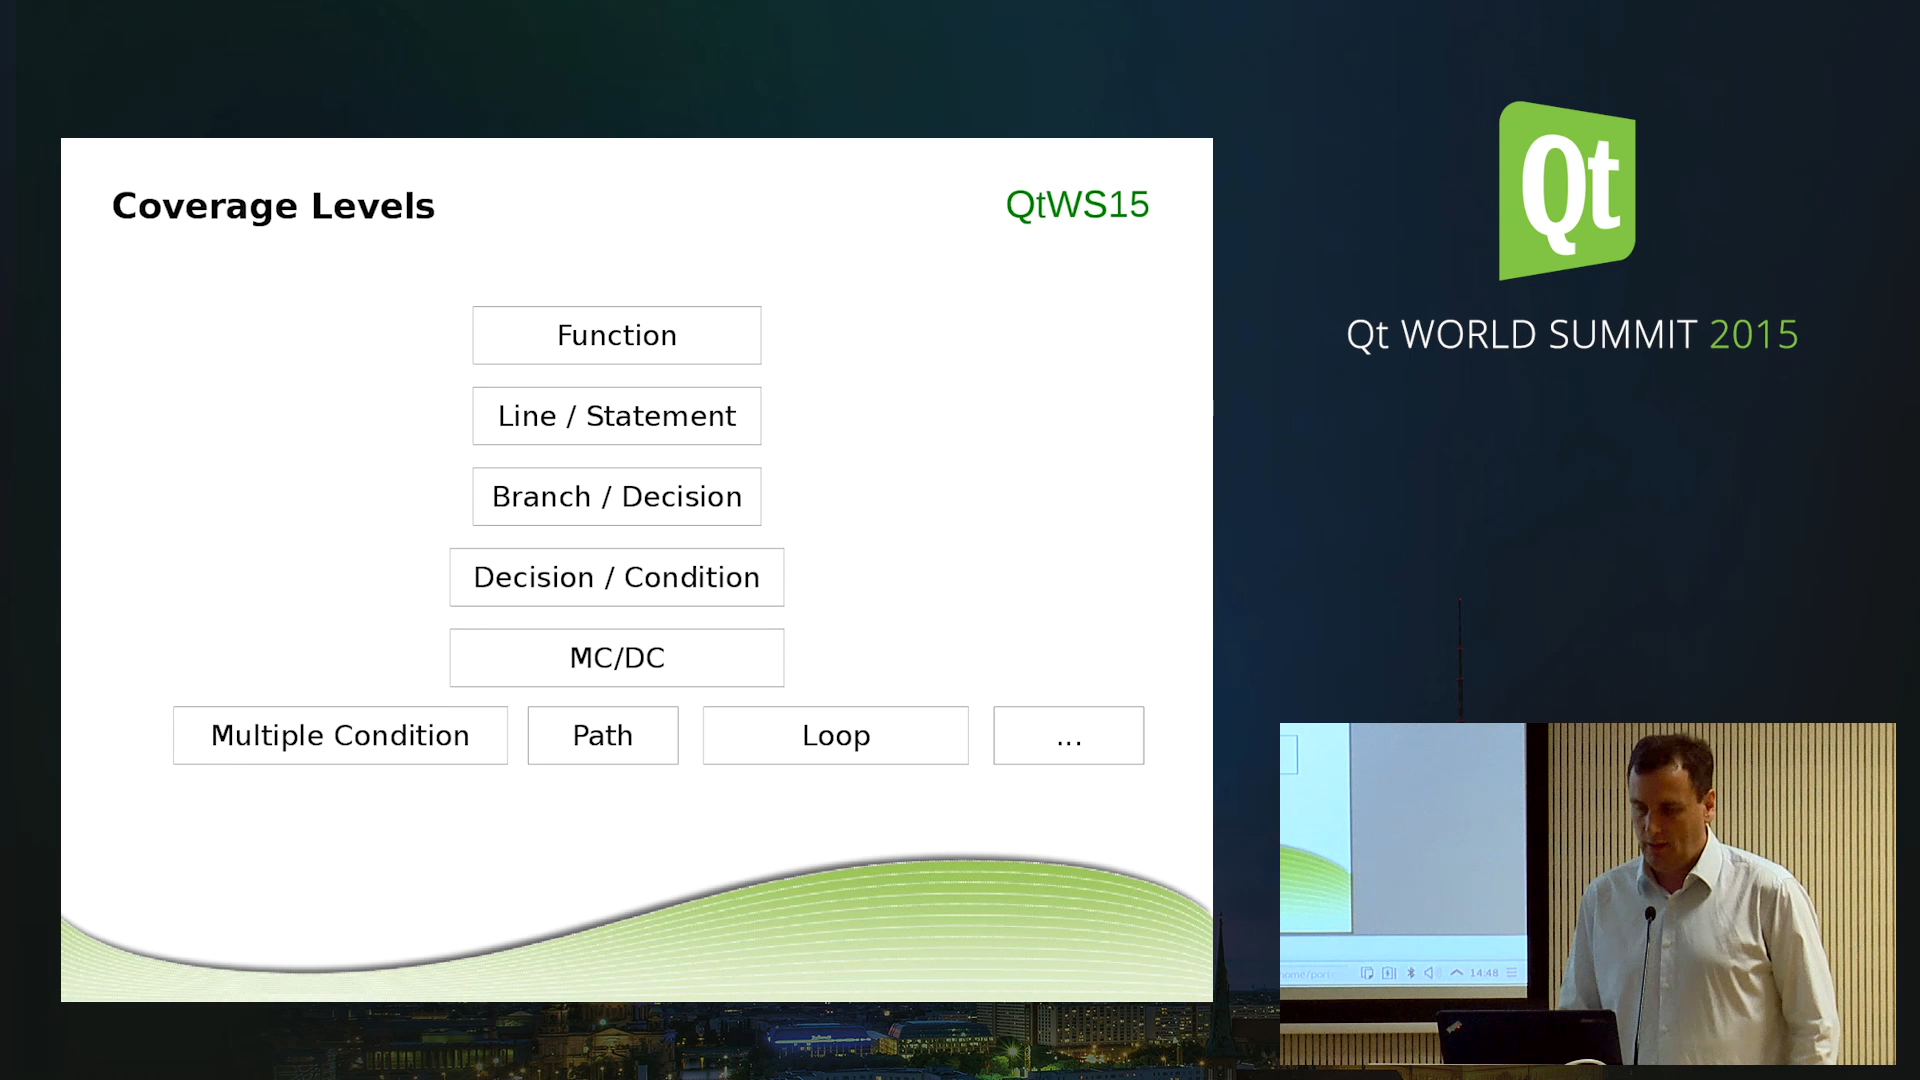 Coverage Levels
QtWS15
Function
Line / Statement
Branch / Decision
Decision / Condition
MC/DC
Multiple Condition
Path
Loop
...
Qt
Qt WORLD SUMMIT 2015
14:48